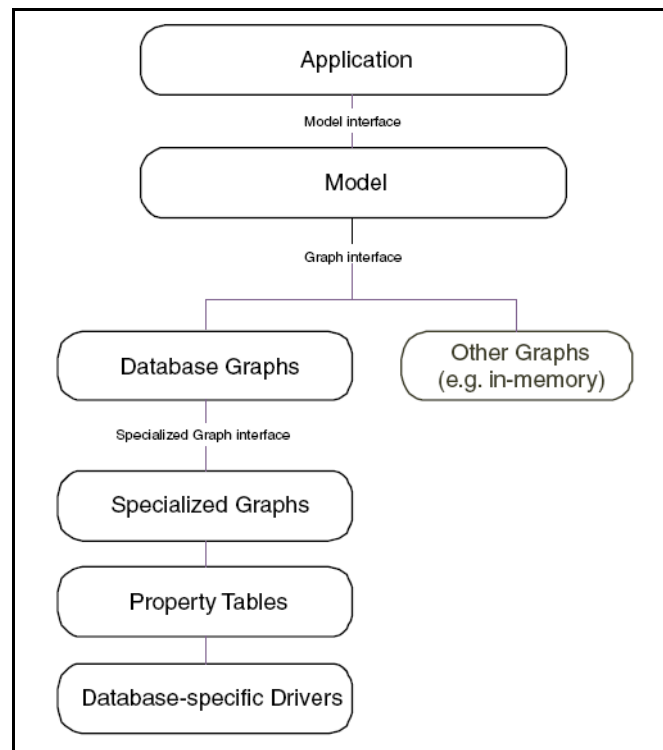 Application
Model interface
Model
Graph interface
Database Graphs
Other Graphs
(e.g. in-memory)
Specialized Graph interface
Specialized Graphs
Property Tables
Database-specific Drivers